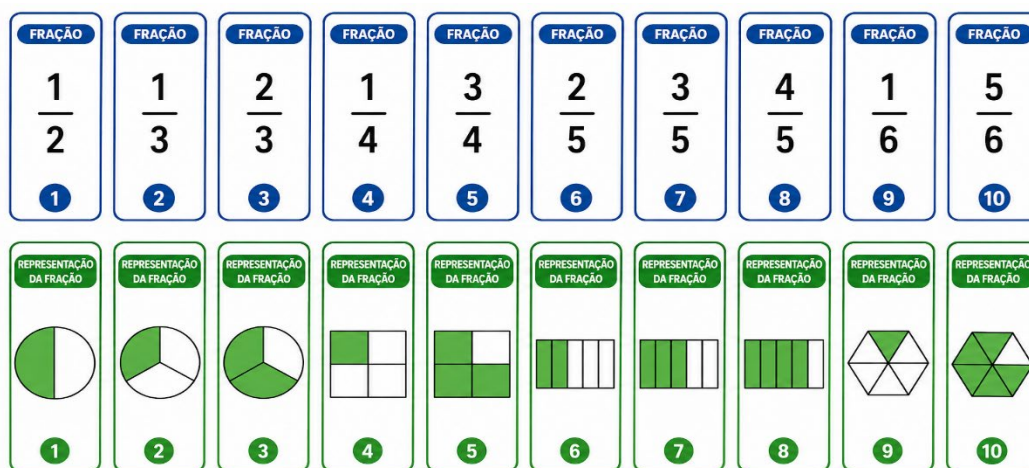 FRAÇÃO
1
2
1
FRAÇÃO
1
3
2
FRAÇÃO
2
3
3
FRAÇÃO
1
4
4
FRAÇÃO
3
4
5
FRAÇÃO
2
5
6
FRAÇÃO
3
5
7
FRAÇÃO
4
5
8
FRAÇÃO
1
6
9
FRAÇÃO
5
6
10
REPRESENTAÇÃO
DA FRAÇÃO
1
REPRESENTAÇÃO
DA FRAÇÃO
2
REPRESENTAÇÃO
DA FRAÇÃO
3
REPRESENTAÇÃO
DA FRAÇÃO
4
REPRESENTAÇÃO
DA FRAÇÃO
5
REPRESENTAÇÃO
DA FRAÇÃO
6
REPRESENTAÇÃO
DA FRAÇÃO
7
REPRESENTAÇÃO
DA FRAÇÃO
8
REPRESENTAÇÃO
DA FRAÇÃO
9
REPRESENTAÇÃO
DA FRAÇÃO
10